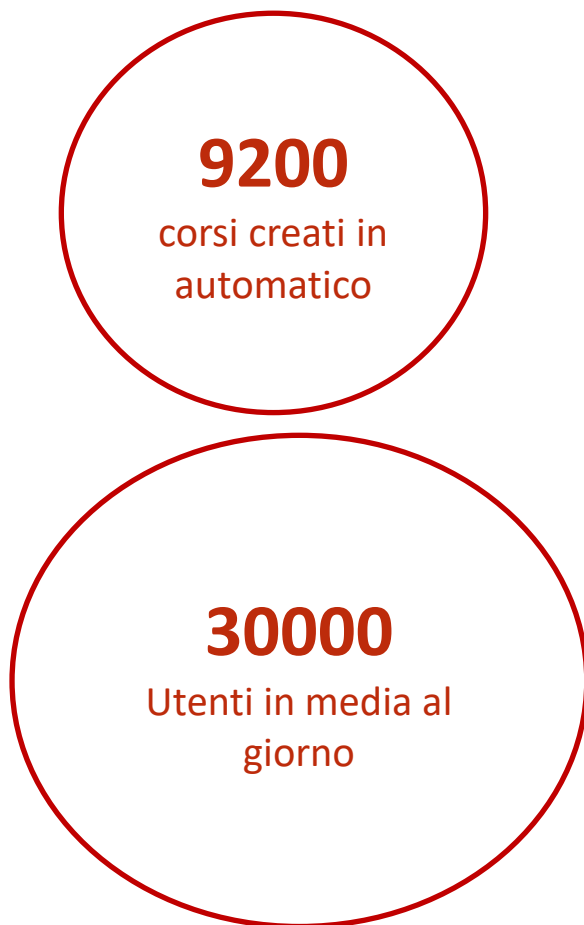 9200
corsi creati in
automatico
30000
Utenti in media al
giorno